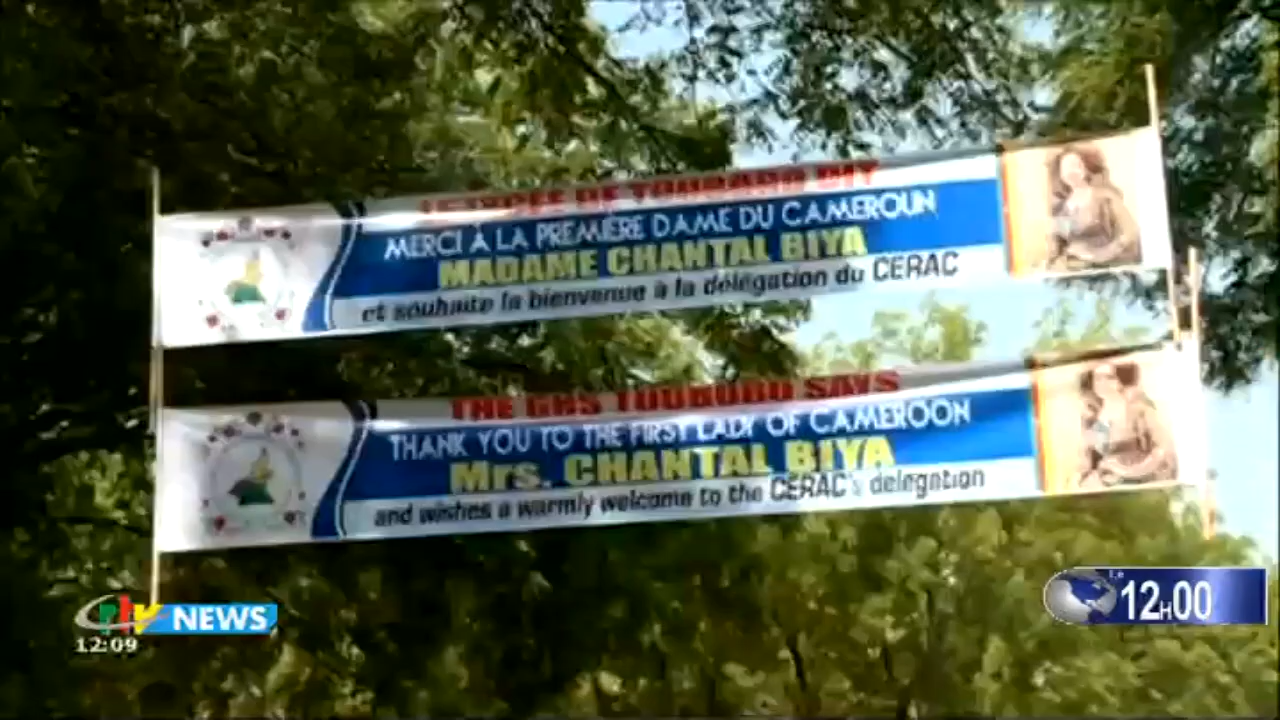 MERCI À LA PREMIÈRE DAME DU CAMEROUN
MADAME CHANTAL BIYA
et souhaite la bienvenue à la délégation du CERAC
THE GHS TOUBORO SAYS
THANK YOU TO THE FIRST LADY OF CAMEROON
Mrs. CHANTAL BIYA
and wishes a warmly welcome to the CERAC's delegation
NEWS
12:09
Le
12H00